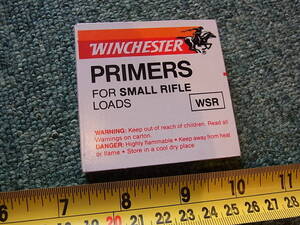 WINCHESTER
PRIMERS
FOR SMALL RIFLE
LOADS
WSR
WARNING: Keep out of reach of children. Read all
Warnings on carton.
DANGER: Highly flammable • Keep away from heat
or flame • Store in a cool dry place
6 7 8 9 10 11
18 19 20 21 22 23 24 25 26 27 28